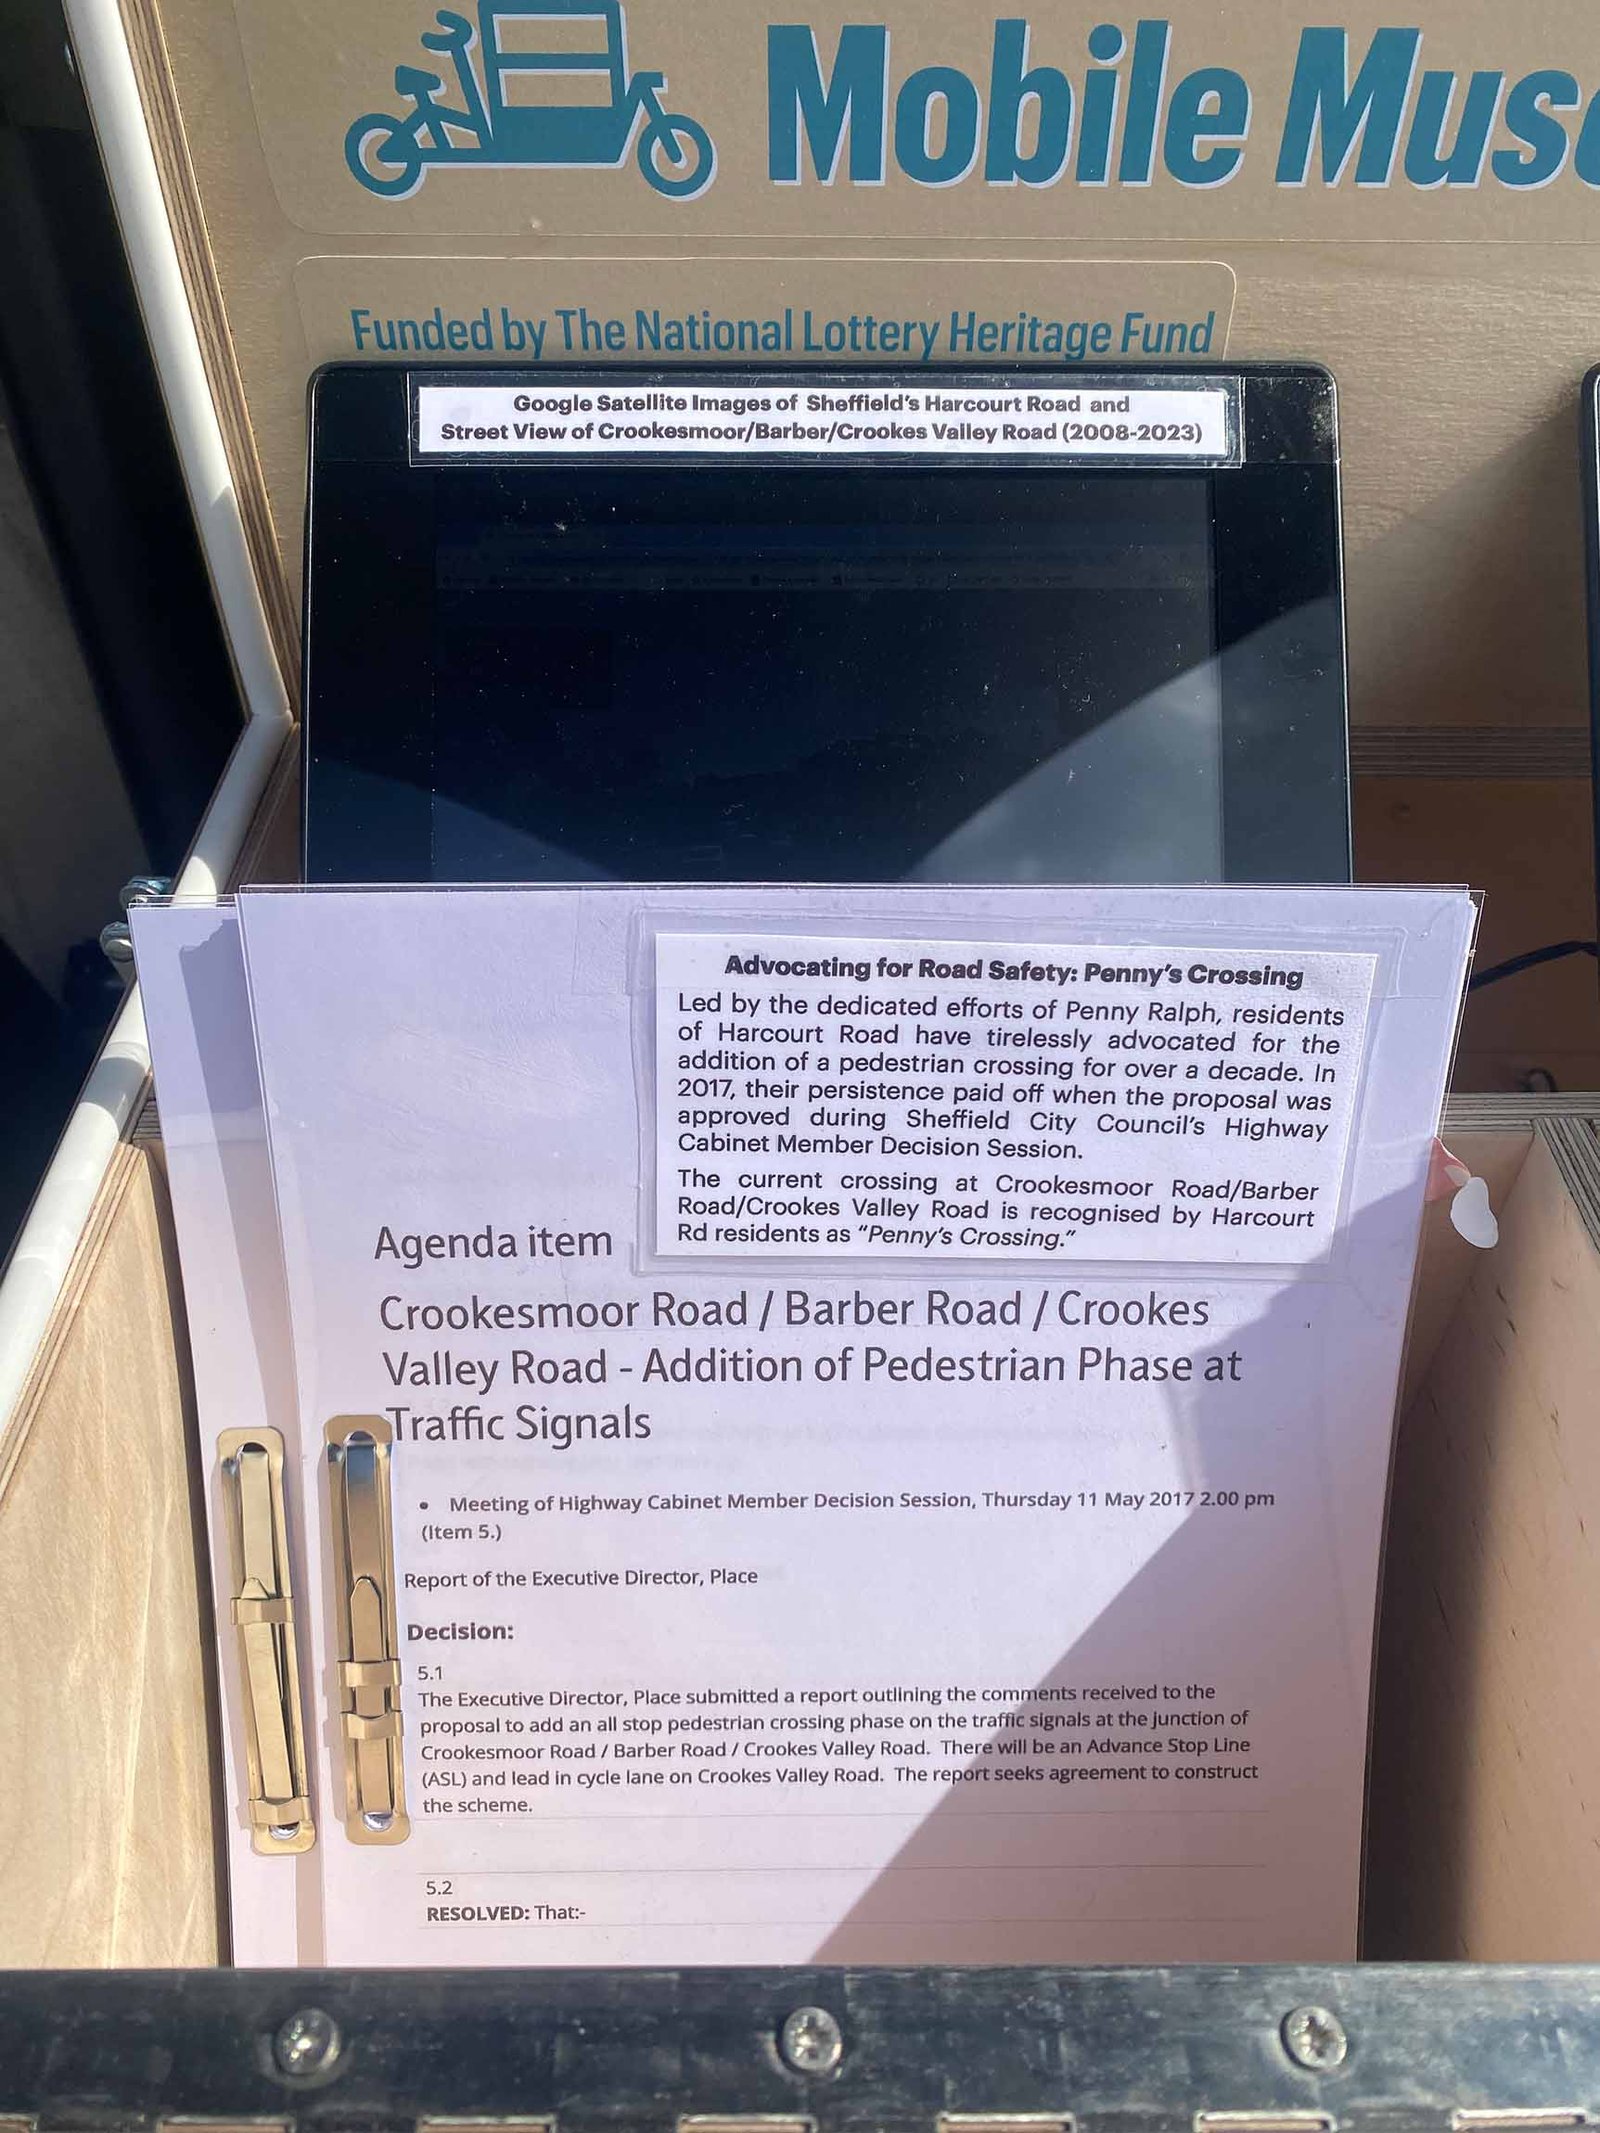 Mobile
Funded by The National Lottery Heritage Fund
Google Satellite Images of Sheffield's Harcourt Road and
Street View of Crookesmoor/Barber/Crookes Valley Road (2008-2023)
Advocating for Road Safety: Penny's Crossing
Led by the dedicated efforts of Penny Ralph, residents
of Harcourt Road have tirelessly advocated for the
addition of a pedestrian crossing for over a decade. In
2017, their persistence paid off when the proposal was
approved during Sheffield City Council's Highway
Cabinet Member Decision Session.
The current crossing at Crookesmoor Road/Barber
Road/Crookes Valley Road is recognised by Harcourt
Rd residents as "Penny's Crossing."
Agenda item
Crookesmoor Road / Barber Road / Crookes
Valley Road - Addition of Pedestrian Phase at
Traffic Signals
• Meeting of Highway Cabinet Member Decision Session, Thursday 11 May 2017 2.00 pm
(Item 5.)
Report of the Executive Director, Place
Decision:
5.1
The Executive Director, Place submitted a report outlining the comments received to the
proposal to add an all stop pedestrian crossing phase on the traffic signals at the junction of
Crookesmoor Road / Barber Road / Crookes Valley Road. There will be an Advance Stop Line
(ASL) and lead in cycle lane on Crookes Valley Road. The report seeks agreement to construct
the scheme.
5.2
RESOLVED: That:-